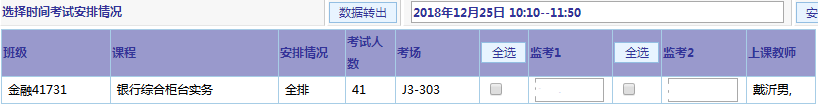 选择时间考试安排情况 数据转出 2018年12月25日 10:10--11:50 安
班级 课程 安排情况 考试人数 考场 全选 监考1 全选 监考2 上课教师
金融41731 银行综合柜台实务 全排 41 J3-303 戴沂男,